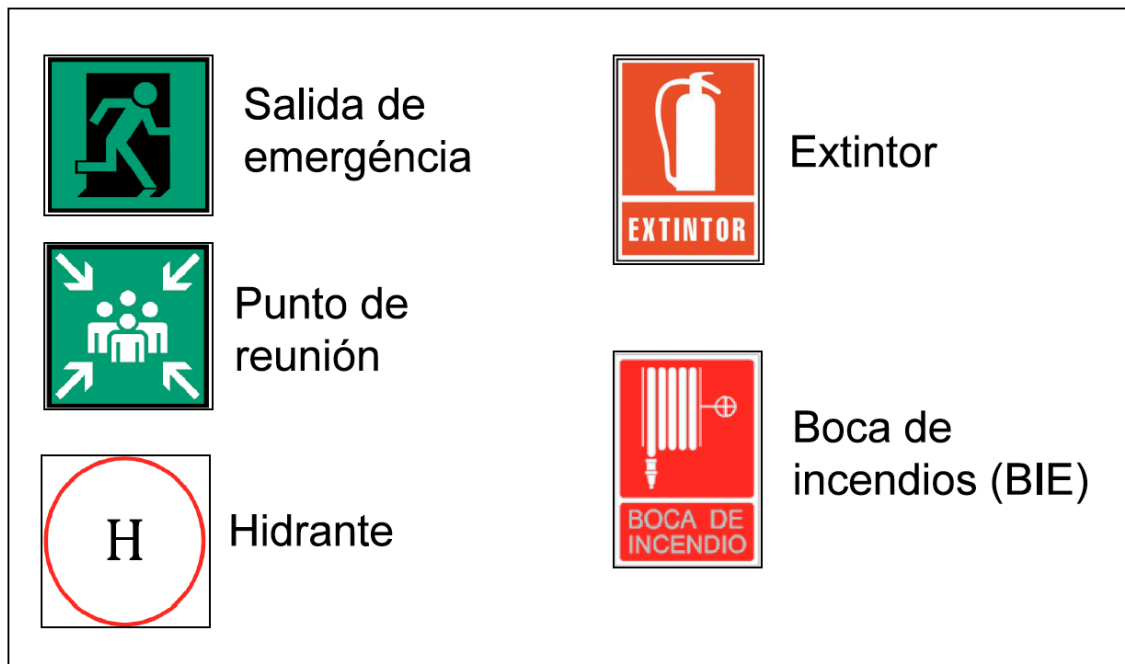 Salida de
emergéncia
Punto de
reunión
H
Hidrante
EXTINTOR
Extintor
BOCA DE
INCENDIO
Boca de
incendios (BIE)